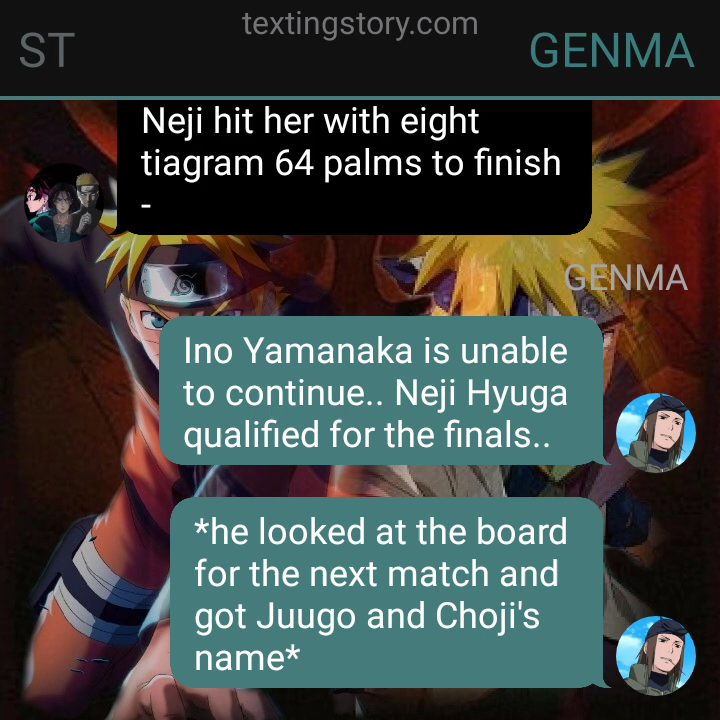 textingstory.com
ST
GENMA
Neji hit her with eight
tiagram 64 palms to finish
-
GENMA
Ino Yamanaka is unable
to continue.. Neji Hyuga
qualified for the finals..
*he looked at the board
for the next match and
got Juugo and Choji's
name*